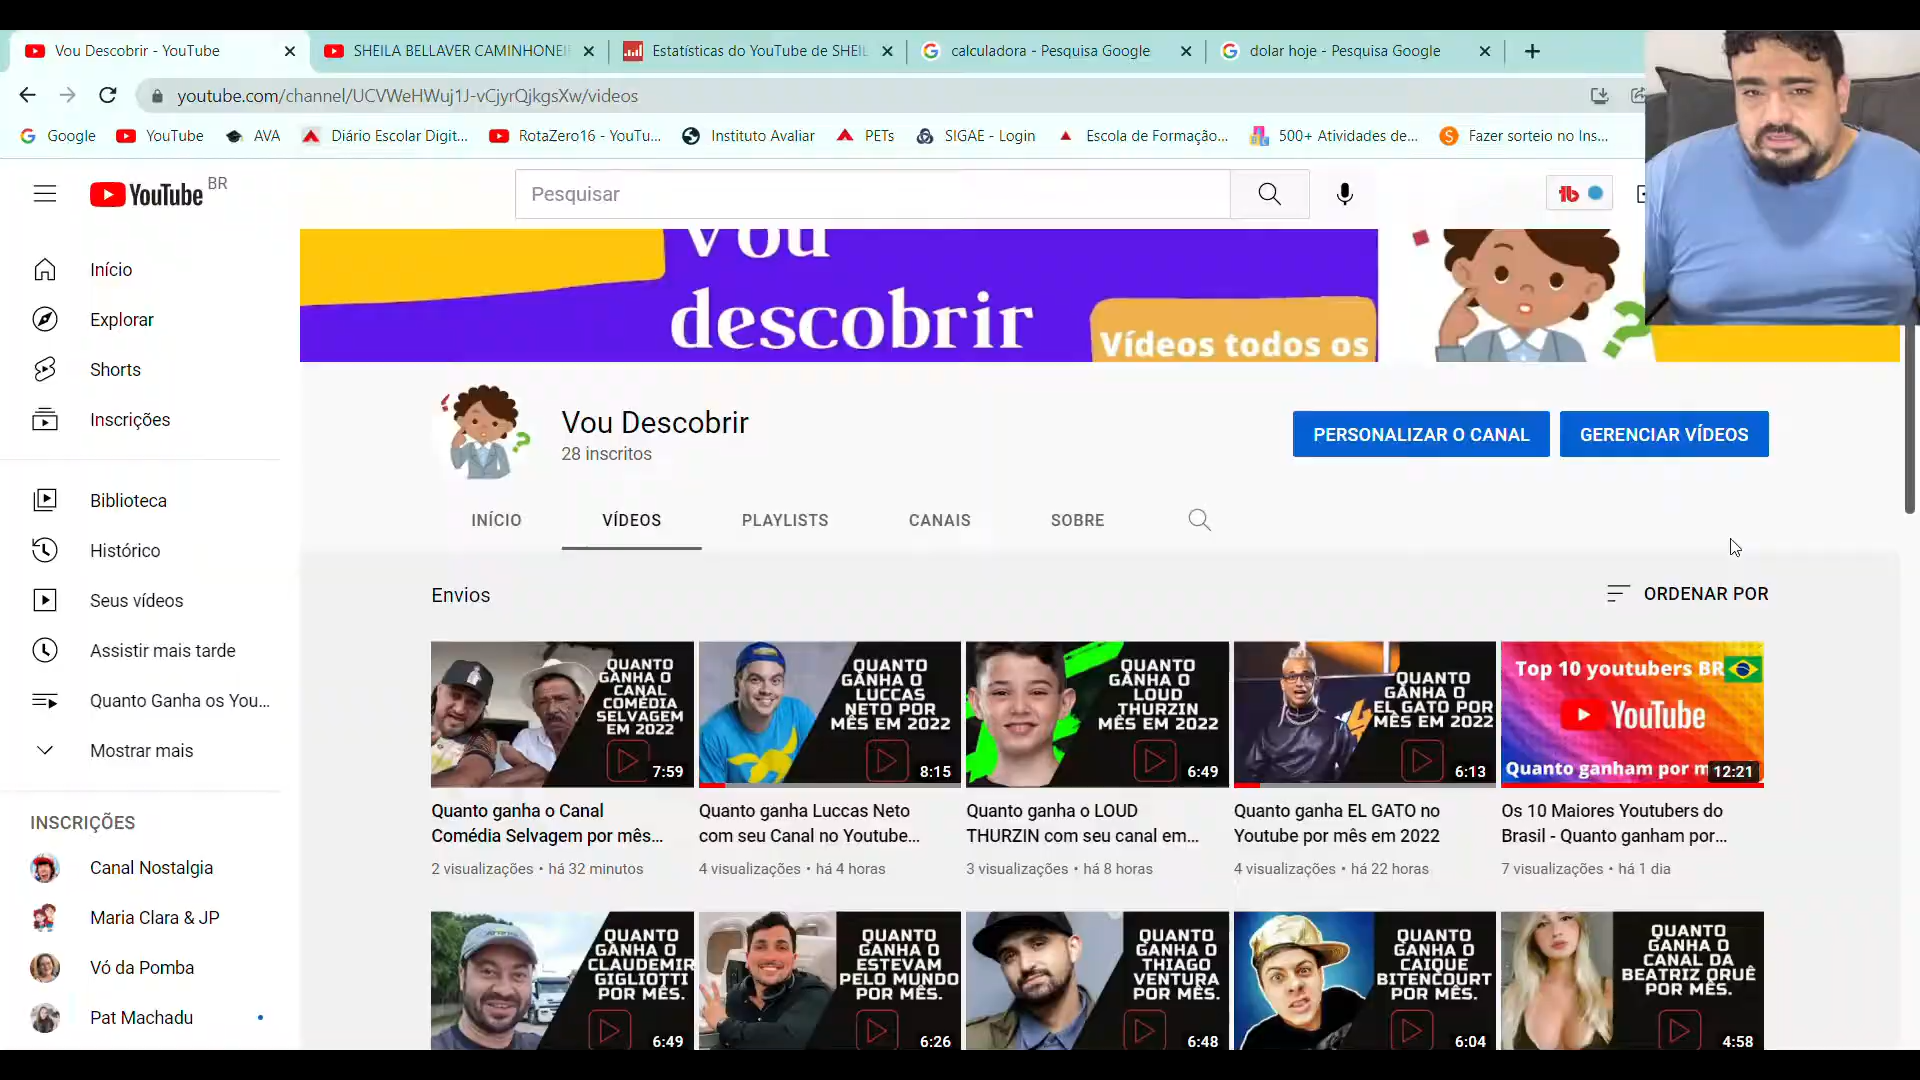 Vou Descobrir - YouTube
SHEILA BELLAVER CAMINHONEI
Estatísticas do YouTube de SHEIL
calculadora - Pesquisa Google
dolar hoje - Pesquisa Google
youtube.com/channel/UCVWeHWuj1J-vCjyrQjkgsXw/videos
Google
YouTube
AVA
Diário Escolar Digit...
RotaZero16 - YouTu...
Instituto Avaliar
PETs
SIGAE - Login
Escola de Formação...
500+ Atividades de...
Fazer sorteio no Ins...
YouTube BR
Pesquisar
Início
Explorar
Shorts
Inscrições
Biblioteca
Histórico
Seus vídeos
Assistir mais tarde
Quanto Ganha os You...
Mostrar mais
INSCRIÇÕES
Canal Nostalgia
Maria Clara & JP
Vó da Pomba
Pat Machadu
Vou
descobrir
Vídeos todos os
Vou Descobrir
28 inscritos
PERSONALIZAR O CANAL
GERENCIAR VÍDEOS
INÍCIO
VÍDEOS
PLAYLISTS
CANAIS
SOBRE
Envios
ORDENAR POR
QUANTO
GANHA O
CANAL
COMÉDIA
SELVAGEM
EM 2022
7:59
Quanto ganha o Canal
Comédia Selvagem por mês...
2 visualizações • há 32 minutos
QUANTO
GANHA O
LUCCAS
NETO POR
MÊS EM 2022
8:15
Quanto ganha Luccas Neto
com seu Canal no Youtube...
4 visualizações • há 4 horas
QUANTO
GANHA O
LOUD
THURZIN
MÊS EM 2022
6:49
Quanto ganha o LOUD
THURZIN com seu canal em...
3 visualizações • há 8 horas
QUANTO
GANHA O
EL GATO POR
MÊS EM 2022
6:13
Quanto ganha EL GATO no
Youtube por mês em 2022
4 visualizações • há 22 horas
Top 10 youtubers BR
YouTube
Quanto ganham por m
12:21
Os 10 Maiores Youtubers do
Brasil - Quanto ganham por...
7 visualizações • há 1 dia
QUANTO
GANHA O
CLAUDEMIR
GIGLIOTTI
POR MÊS.
6:49
QUANTO
GANHA O
ESTEVAM
PELO MUNDO
POR MÊS.
6:26
QUANTO
GANHA O
THIAGO
VENTURA
POR MÊS.
6:48
QUANTO
GANHA O
CAIQUE
BITENCOURT
POR MÊS.
6:04
QUANTO
GANHA O
CANAL DA
BEATRIZ QRUÊ
POR MÊS.
4:58